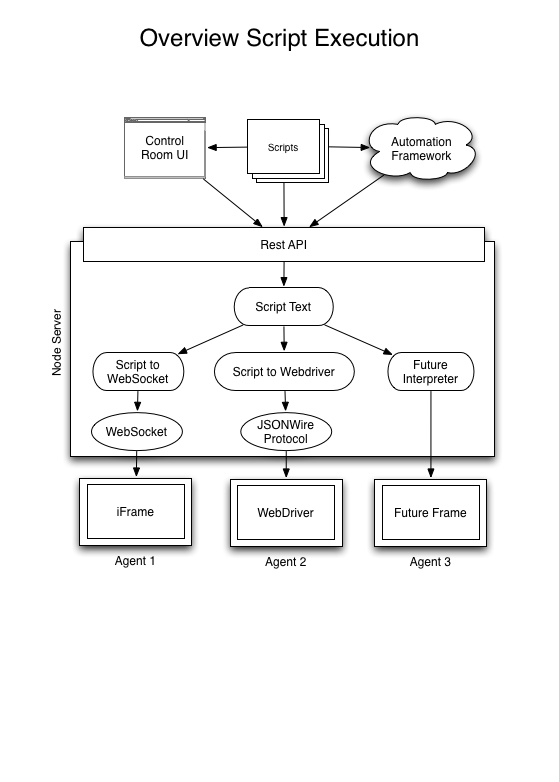 Overview Script Execution
Control
Room UI
Scripts
Automation
Framework
Rest API
Node Server
Script Text
Script to
WebSocket
Script to Webdriver
Future
Interpreter
WebSocket
JSONWire
Protocol
iFrame
WebDriver
Future Frame
Agent 1
Agent 2
Agent 3